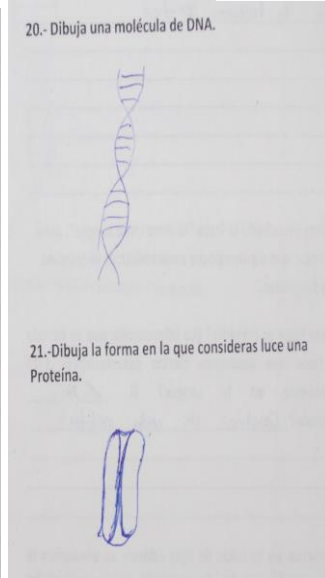 20.- Dibuja una molécula de DNA.
21.-Dibuja la forma en la que consideras luce una
Proteína.